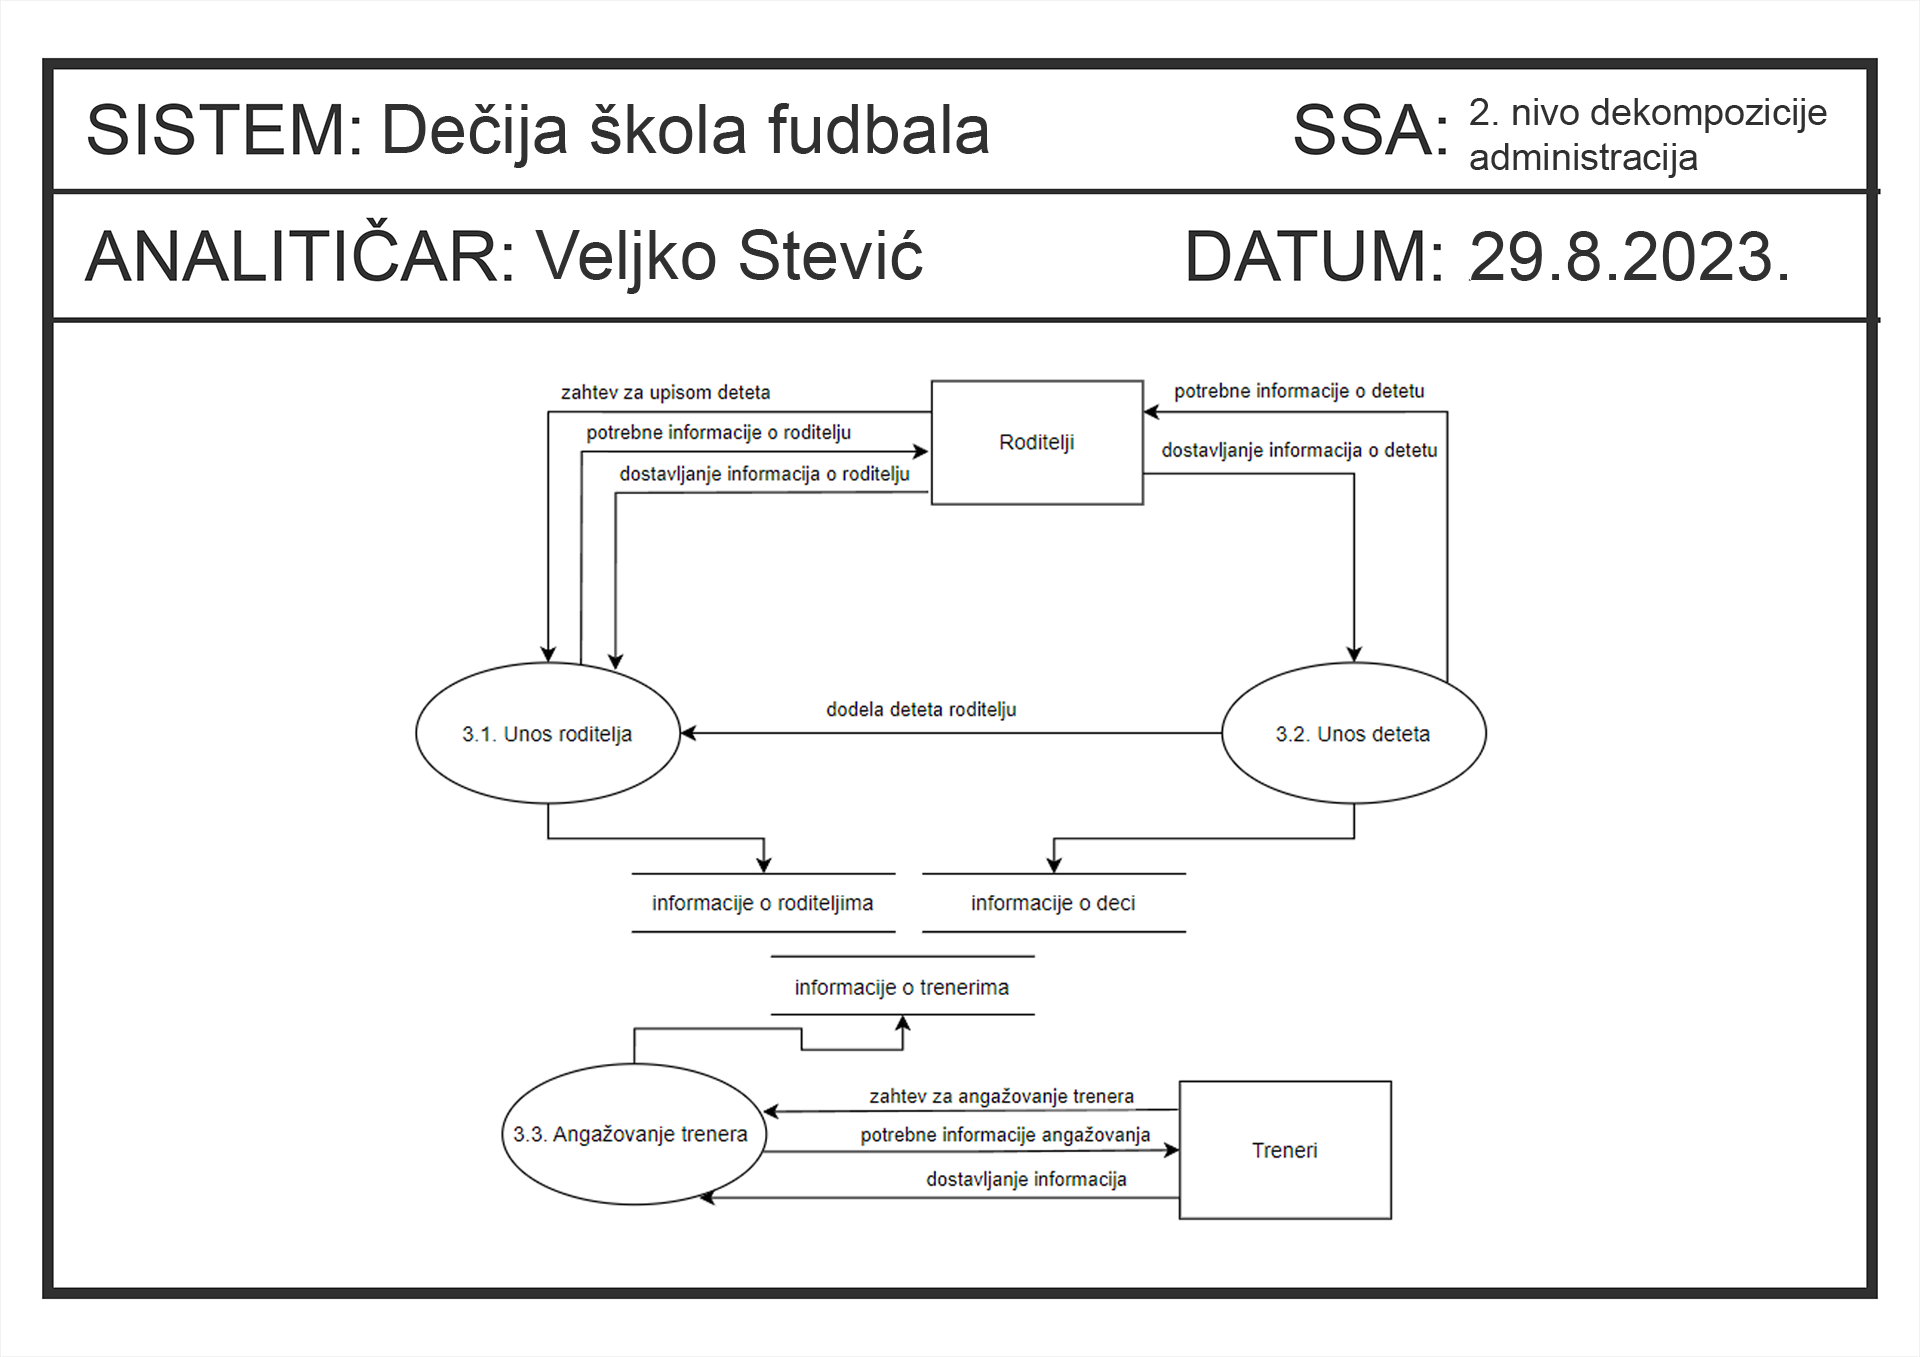 SISTEM: Dečija škola fudbala
SSA: 2. nivo dekompozicije
administracija
ANALITIČAR: Veljko Stević
DATUM: 29.8.2023.
zahtev za upisom deteta
potrebne informacije o detetu
potrebne informacije o roditelju
Roditelji
dostavljanje informacija o detetu
dostavljanje informacija o roditelju
dodela deteta roditelju
3.1. Unos roditelja
3.2. Unos deteta
informacije o roditeljima
informacije o deci
informacije o trenerima
zahtev za angažovanje trenera
3.3. Angažovanje trenera
potrebne informacije angažovanja
Treneri
dostavljanje informacija